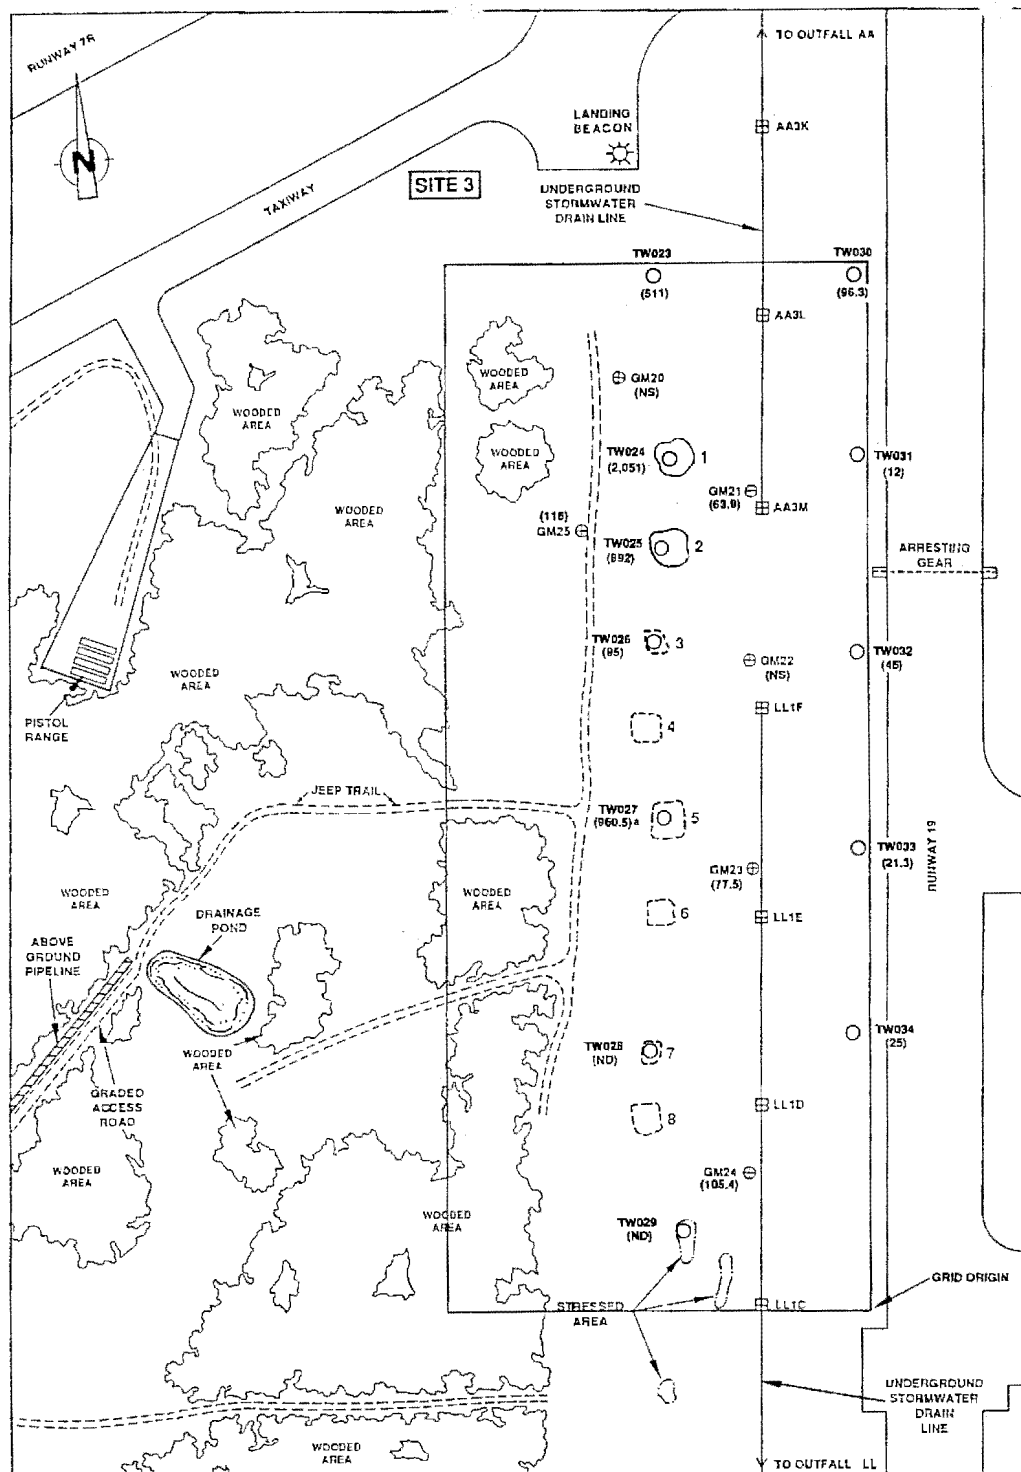 RUNWAY 7R
N
TAXIWAY
SITE 3
LANDING
BEACON
TO OUTFALL AA
AA3K
UNDERGROUND
STORMWATER
DRAIN LINE
TW023
(511)
TW030
(96.3)
AA3L
WOODED
AREA
GM20
(NS)
WOODED
AREA
WOODED
AREA
TW024
(2,051)
1
TW031
(12)
GM21
(63.9)
AA3M
WOODED
AREA
(116)
GM25
TW025
(892)
2
ARRESTING
GEAR
TW026
(85)
3
GM22
(NS)
TW032
(45)
WOODED
AREA
PISTOL
RANGE
LL1F
4
JEEP TRAIL
TW027
(960.5)a
5
TW033
(21.3)
RUNWAY 19
GM23
(77.5)
WOODED
AREA
WOODED
AREA
DRAINAGE
POND
6
LL1E
ABOVE
GROUND
PIPELINE
TW034
(25)
WOODED
AREA
TW028
(ND)
7
GRADED
ACCESS
ROAD
8
LL1D
WOODED
AREA
GM24
(105.4)
WOODED
AREA
WOODED
AREA
TW029
(ND)
GRID ORIGIN
STRESSED
AREA
LL1C
UNDERGROUND
STORMWATER
DRAIN
LINE
WOODED
AREA
TO OUTFALL LL